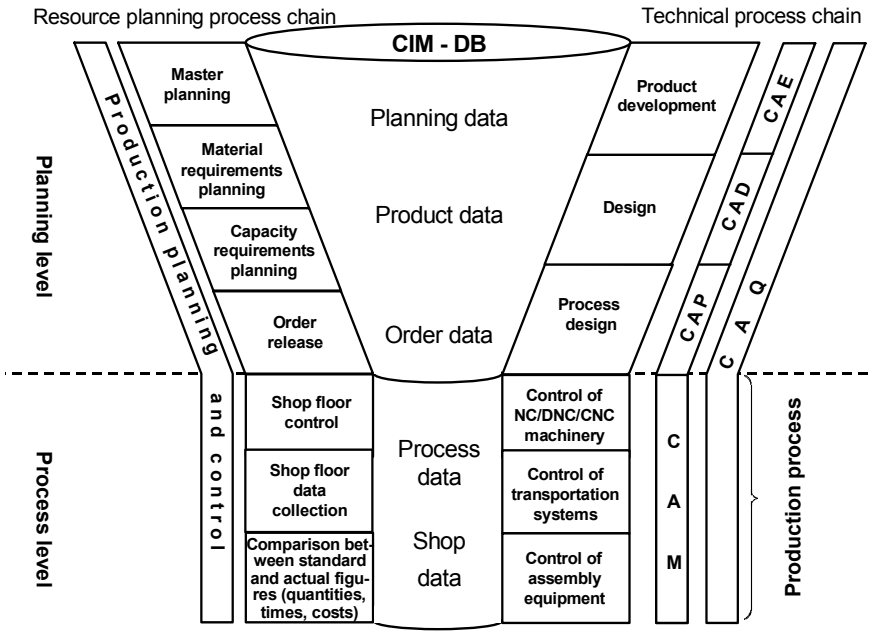 Resource planning process chain
Technical process chain
CIM - DB
Master
planning
Material
requirements
planning
Capacity
requirements
planning
Order
release
Planning data
Product data
Order data
Product
development
Design
Process
design
CAE
CAD
CAP
CAQ
Production planning
and control
Planning level
Process level
Shop floor
control
Shop floor
data
collection
Comparison bet-
ween standard
and actual figu-
res (quantities,
times, costs)
Process
data
Shop
data
Control of
NC/DNC/CNC
machinery
Control of
transportation
systems
Control of
assembly
equipment
C
A
M
Production process